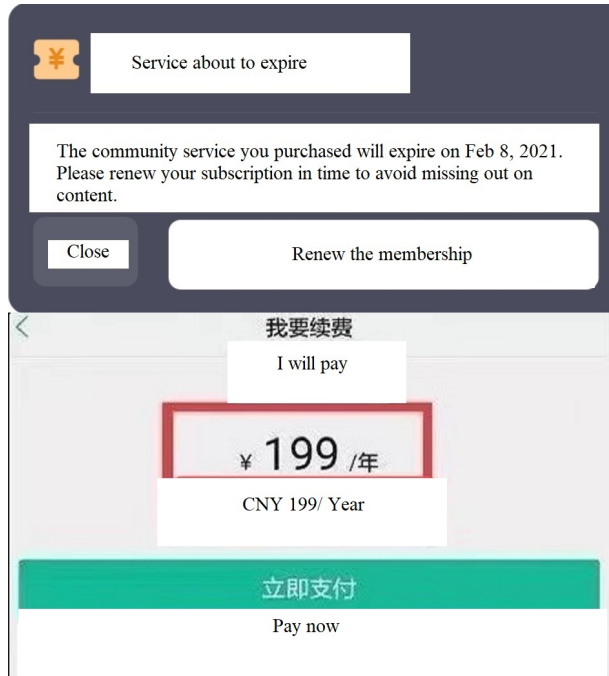 ¥
Service about to expire
The community service you purchased will expire on Feb 8, 2021.
Please renew your subscription in time to avoid missing out on
content.
Close
Renew the membership
我要续费
I will pay
¥ 199 /年
CNY 199/ Year
立即支付
Pay now